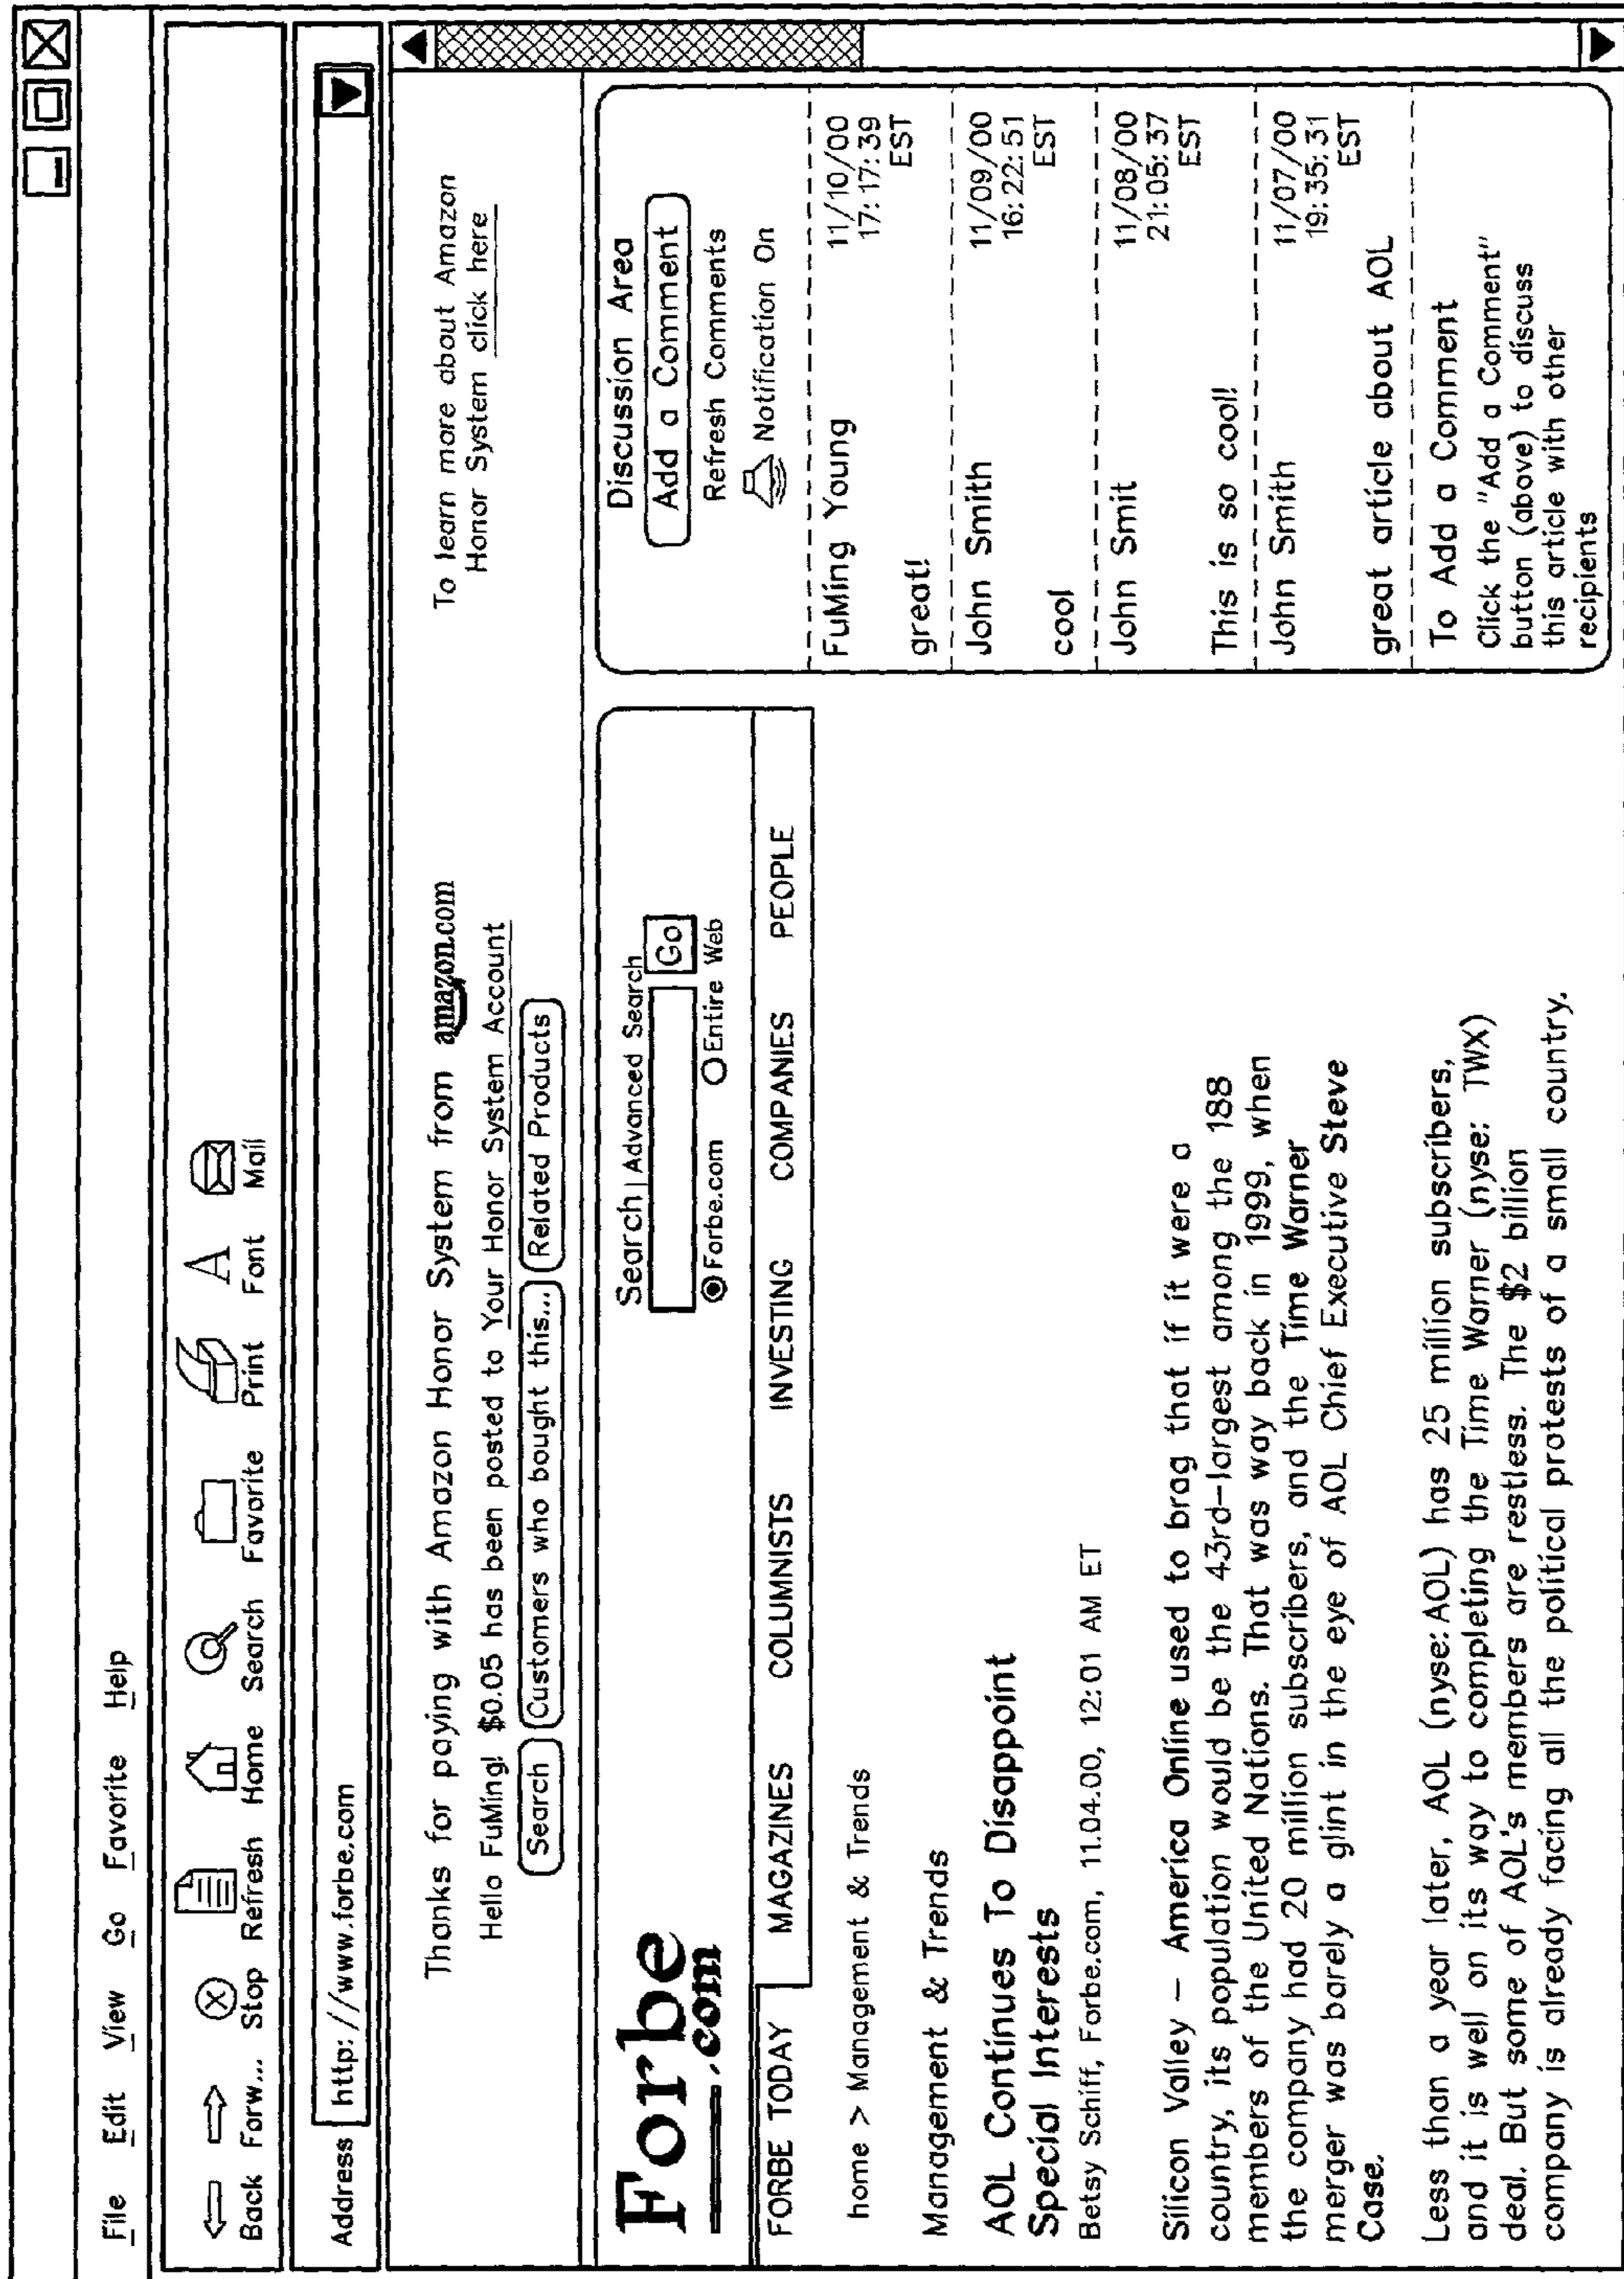 File Edit View Go Favorite Help
Back Forw... Stop Refresh Home Search Favorite Print Font Mail
Address http://www.forbe.com
Thanks for paying with Amazon Honor System from amazon.com
Hello FuMing! $0.05 has been posted to Your Honor System Account
Search Customers who bought this... Related Products
To learn more about Amazon
Honor System click here
Forbe
.com
Search | Advanced Search
Go
Forbe.com Entire Web
FORBE TODAY MAGAZINES COLUMNISTS INVESTING COMPANIES PEOPLE
home > Management & Trends
Management & Trends
AOL Continues To Disappoint
Special Interests
Betsy Schiff, Forbe.com, 11.04.00, 12:01 AM ET
Silicon Valley – America Online used to brag that if it were a
country, its population would be the 43rd–largest among the 188
members of the United Nations. That was way back in 1999, when
the company had 20 million subscribers, and the Time Warner
merger was barely a glint in the eye of AOL Chief Executive Steve
Case.
Less than a year later, AOL (nyse: AOL) has 25 million subscribers,
and it is well on its way to completing the Time Warner (nyse: TWX)
deal. But some of AOL's members are restless. The $2 billion
company is already facing all the political protests of a small country.
Discussion Area
Add a Comment
Refresh Comments
Notification On
FuMing Young 11/10/00
17:17:39
EST
great!
John Smith 11/09/00
16:22:51
EST
cool
John Smit 11/08/00
21:05:37
EST
This is so cool!
John Smith 11/07/00
19:35:31
EST
great article about AOL
To Add a Comment
Click the "Add a Comment"
button (above) to discuss
this article with other
recipients